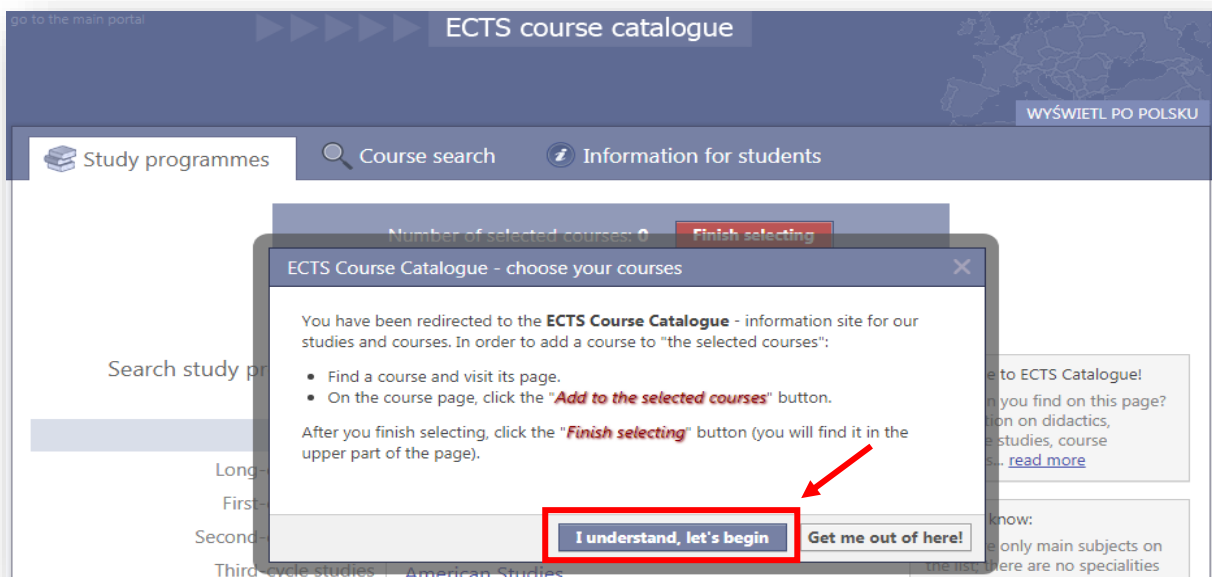 go to the main portal
ECTS course catalogue
WYŚWIETL PO POLSKU
Study programmes
Course search
Information for students
Number of selected courses: 0
Finish selecting
ECTS Course Catalogue - choose your courses
You have been redirected to the ECTS Course Catalogue - information site for our
studies and courses. In order to add a course to "the selected courses":
• Find a course and visit its page.
• On the course page, click the "Add to the selected courses" button.
After you finish selecting, click the "Finish selecting" button (you will find it in the
upper part of the page).
I understand, let's begin
Get me out of here!
Search study pr
Long-
First-
Second-
Third-cycle studies
American Studies
e to ECTS Catalogue!
you find on this page?
tion on didactics,
studies, course
... read more
know:
only main subjects on
the list; there are no specialities